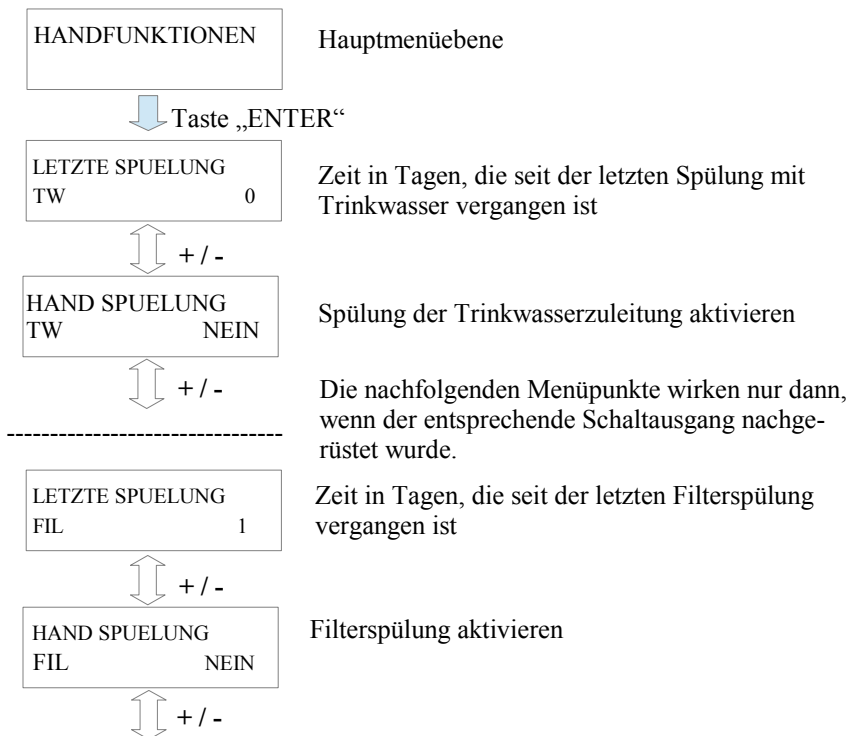 HANDFUNKTIONEN
Hauptmenüebene
Taste „ENTER“
LETZTE SPUELUNG
TW 0
Zeit in Tagen, die seit der letzten Spülung mit
Trinkwasser vergangen ist
+ / -
HAND SPUELUNG
TW NEIN
Spülung der Trinkwasserzuleitung aktivieren
+ / -
Die nachfolgenden Menüpunkte wirken nur dann,
wenn der entsprechende Schaltausgang nachge-
rüstet wurde.
--------------------------------
LETZTE SPUELUNG
FIL 1
Zeit in Tagen, die seit der letzten Filterspülung
vergangen ist
+ / -
HAND SPUELUNG
FIL NEIN
Filterspülung aktivieren
+ / -